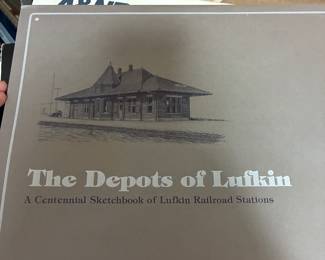 The Depots of Lufkin
A Centennial Sketchbook of Lufkin Railroad Stations